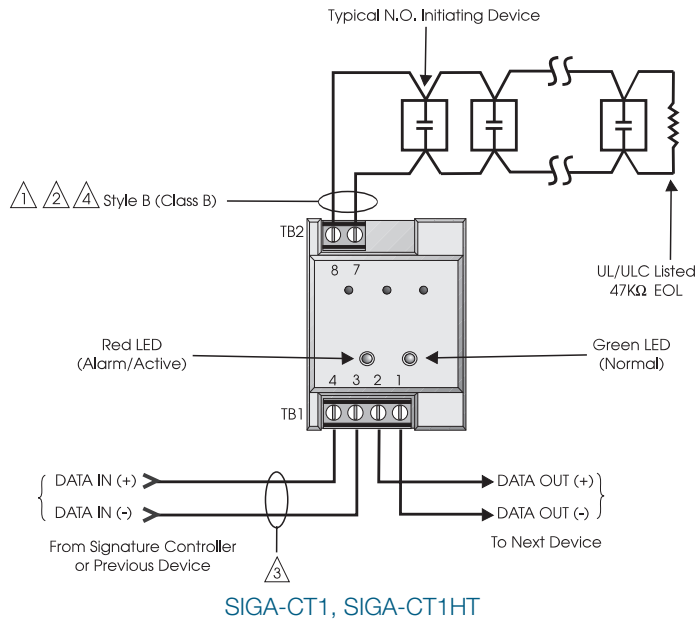 Typical N.O. Initiating Device
1 2 4 Style B (Class B)
TB2
8 7
UL/ULC Listed
47KΩ EOL
Red LED
(Alarm/Active)
Green LED
(Normal)
4 3 2 1
TB1
DATA IN (+)
DATA IN (-)
From Signature Controller
or Previous Device
3
DATA OUT (+)
DATA OUT (-)
To Next Device
SIGA-CT1, SIGA-CT1HT